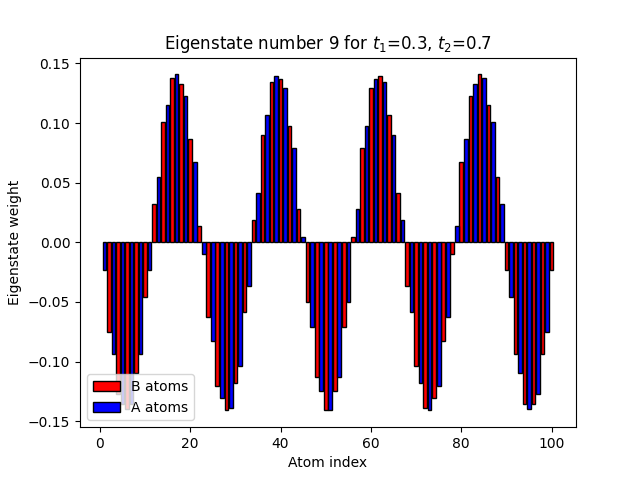 Eigenstate number 9 for t₁=0.3, t₂=0.7
Eigenstate weight
0.15
0.10
0.05
0.00
−0.05
−0.10
−0.15
B atoms
A atoms
0 20 40 60 80 100
Atom index